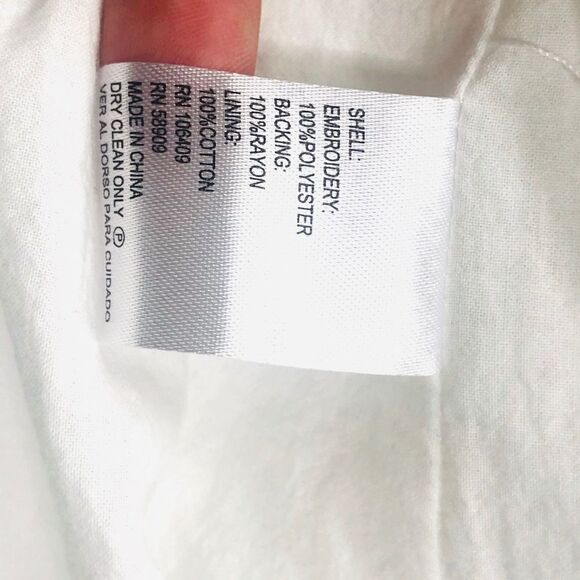 SHELL:
EMBROIDERY:
100%POLYESTER
BACKING:
100%RAYON
LINING:
100%COTTON
RN 106409
RN 59909
MADE IN CHINA
DRY CLEAN ONLY Ⓟ
VER AL DORSO PARA CUIDADO